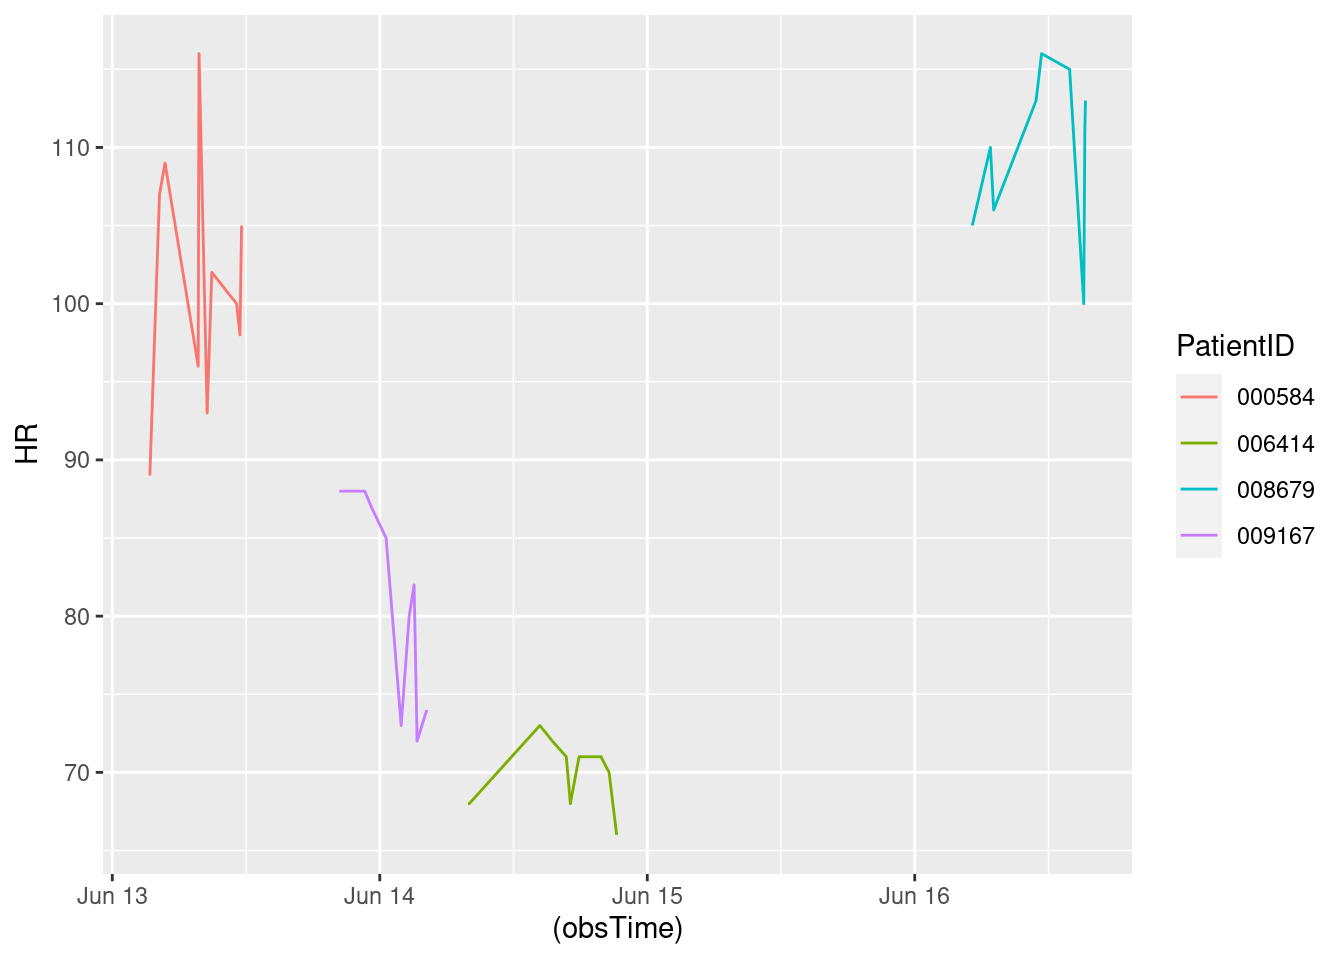 HR
110
100
90
80
70
Jun 13
Jun 14
Jun 15
Jun 16
(obsTime)
PatientID
000584
006414
008679
009167